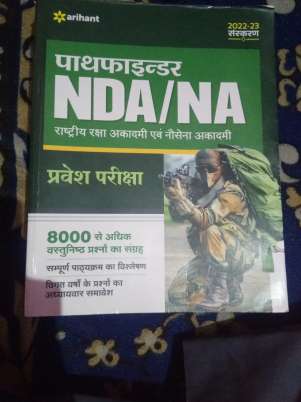 arihant
2022-23
संस्करण
पाथफाइन्डर
NDA/NA
राष्ट्रीय रक्षा अकादमी एवं नौसेना अकादमी
प्रवेश परीक्षा
8000 से अधिक
वस्तुनिष्ठ प्रश्नों का संग्रह
सम्पूर्ण पाठ्यक्रम का विश्लेषण
विगत वर्षों के प्रश्नों का
अध्यायवार समावेश